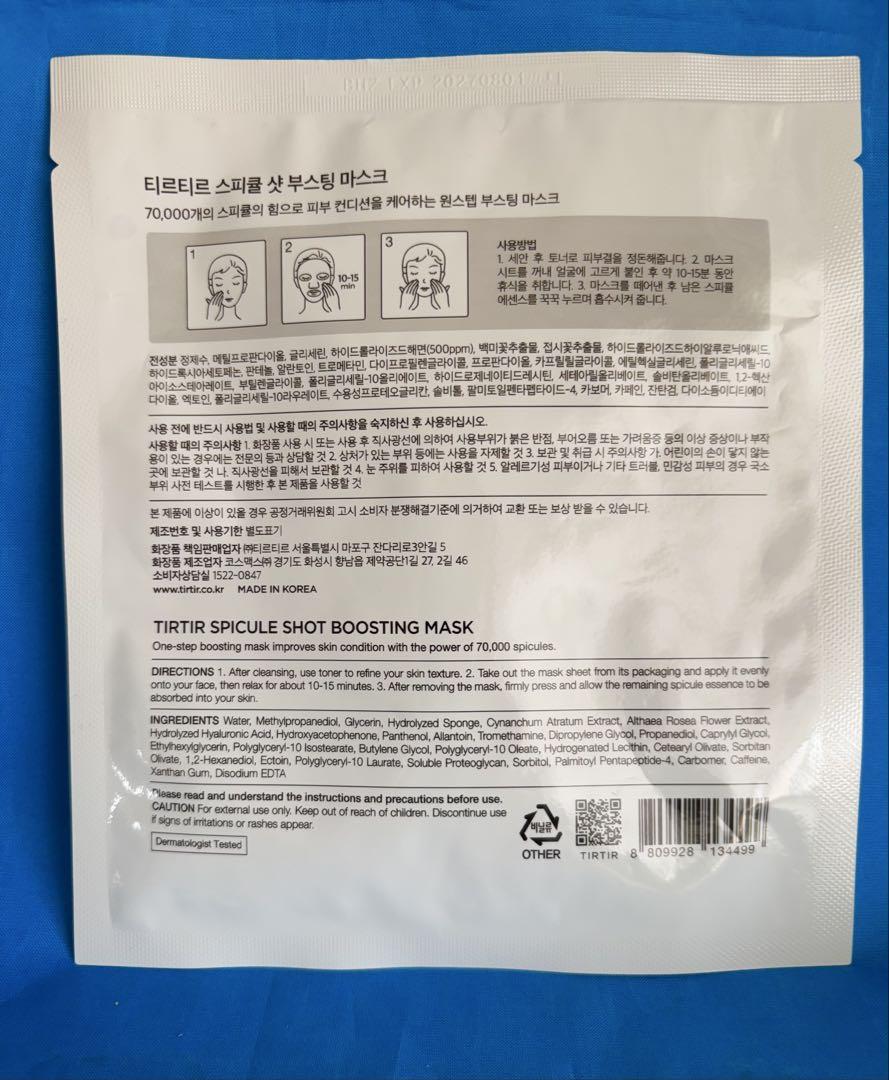 EXP 20270801
티르티르 스피큘 샷 부스팅 마스크
70,000개의 스피큘의 힘으로 피부 컨디션을 케어하는 원스텝 부스팅 마스크
1
2
10-15
min
3
사용방법
1. 세안 후 토너로 피부결을 정돈해줍니다. 2. 마스크
시트를 꺼내 얼굴에 고르게 붙인 후 약 10-15분 동안
휴식을 취합니다. 3. 마스크를 떼어낸 후 남은 스피큘
에센스를 꾹꾹 누르며 흡수시켜 줍니다.
전성분 정제수, 메틸프로판다이올, 글리세린, 하이드롤라이즈드해면(500ppm), 백미꽃추출물, 접시꽃추출물, 하이드롤라이즈드하이알루로닉애씨드,
하이드록시아세토페논, 판테놀, 알란토인, 트로메타민, 다이프로필렌글라이콜, 프로판다이올, 카프릴릴글라이콜, 에틸헥실글리세린, 폴리글리세릴-10
아이소스테아레이트, 부틸렌글라이콜, 폴리글리세릴-10올리에이트, 하이드로제네이티드레시틴, 세테아릴올리베이트, 솔비탄올리베이트, 1,2-헥산
다이올, 엑토인, 폴리글리세릴-10라우레이트, 수용성프로테오글리칸, 솔비톨, 팔미토일펜타펩타이드-4, 카보머, 카페인, 잔탄검, 다이소듐이디티에이
사용 전에 반드시 사용법 및 사용할 때의 주의사항을 숙지하신 후 사용하십시오.
사용할 때의 주의사항 1. 화장품 사용 시 또는 사용 후 직사광선에 의하여 사용부위가 붉은 반점, 부어오름 또는 가려움증 등의 이상 증상이나 부작
용이 있는 경우에는 전문의 등과 상담할 것 2. 상처가 있는 부위 등에는 사용을 자제할 것 3. 보관 및 취급 시 주의사항 가. 어린이의 손이 닿지 않는
곳에 보관할 것 나. 직사광선을 피해서 보관할 것 4. 눈 주위를 피하여 사용할 것 5. 알레르기성 피부이거나 기타 트러블, 민감성 피부의 경우 국소
부위 사전 테스트를 시행한 후 본 제품을 사용할 것
본 제품에 이상이 있을 경우 공정거래위원회 고시 소비자 분쟁해결기준에 의거하여 교환 또는 보상 받을 수 있습니다.
제조번호 및 사용기한 별도표기
화장품 책임판매업자 ㈜티르티르 서울특별시 마포구 잔다리로3안길 5
화장품 제조업자 코스맥스㈜ 경기도 화성시 향남읍 제약공단1길 27, 2길 46
소비자상담실 1522-0847
www.tirtir.co.kr MADE IN KOREA
TIRTIR SPICULE SHOT BOOSTING MASK
One-step boosting mask improves skin condition with the power of 70,000 spicules.
DIRECTIONS 1. After cleansing, use toner to refine your skin texture. 2. Take out the mask sheet from its packaging and apply it evenly
onto your face, then relax for about 10-15 minutes. 3. After removing the mask, firmly press and allow the remaining spicule essence to be
absorbed into your skin.
INGREDIENTS Water, Methylpropanediol, Glycerin, Hydrolyzed Sponge, Cynanchum Atratum Extract, Althaea Rosea Flower Extract,
Hydrolyzed Hyaluronic Acid, Hydroxyacetophenone, Panthenol, Allantoin, Tromethamine, Dipropylene Glycol, Propanediol, Caprylyl Glycol,
Ethylhexylglycerin, Polyglyceryl-10 Isostearate, Butylene Glycol, Polyglyceryl-10 Oleate, Hydrogenated Lecithin, Cetearyl Olivate, Sorbitan
Olivate, 1,2-Hexanediol, Ectoin, Polyglyceryl-10 Laurate, Soluble Proteoglycan, Sorbitol, Palmitoyl Pentapeptide-4, Carbomer, Caffeine,
Xanthan Gum, Disodium EDTA
Please read and understand the instructions and precautions before use.
CAUTION For external use only. Keep out of reach of children. Discontinue use
if signs of irritations or rashes appear.
Dermatologist Tested
비닐류
OTHER
TIRTIR
8 809928 134499